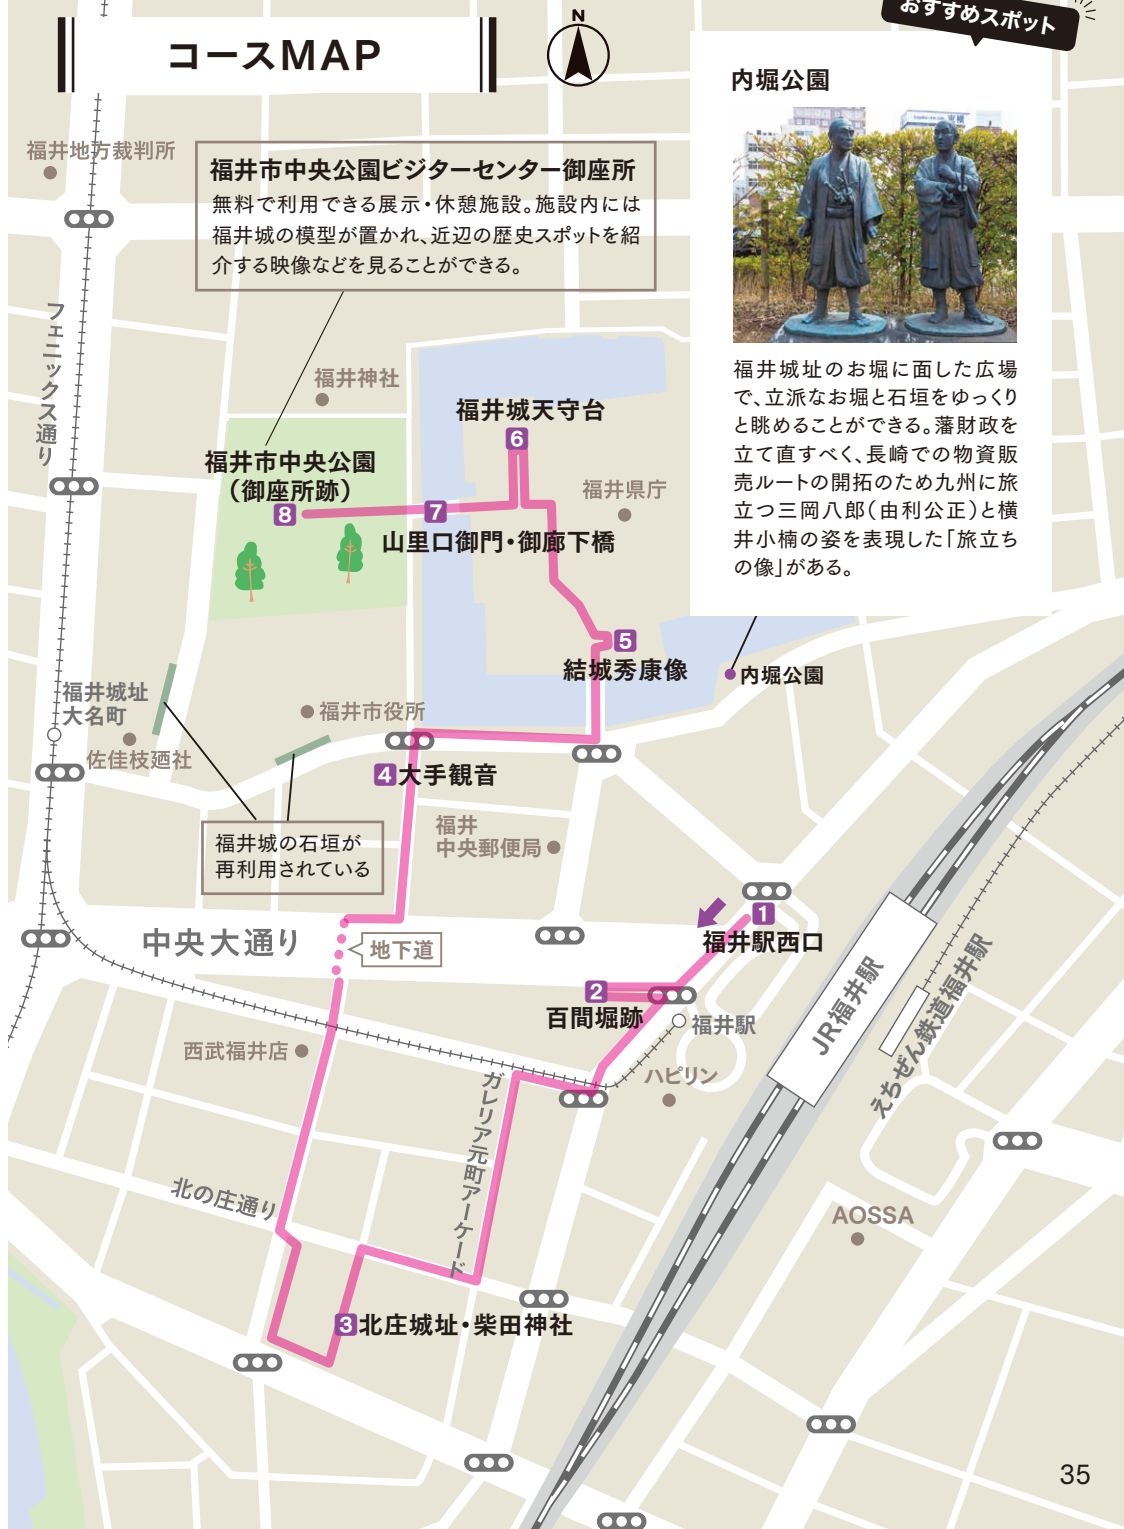 コースMAP
N
おすすめスポット
内堀公園
福井城址のお堀に面した広場
で、立派なお堀と石垣をゆっくり
と眺めることができる。藩財政を
立て直すべく、長崎での物資販
売ルートの開拓のため九州に旅
立つ三岡八郎（由利公正）と横
井小楠の姿を表現した「旅立ち
の像」がある。
福井地方裁判所
福井市中央公園ビジターセンター御座所
無料で利用できる展示・休憩施設。施設内には
福井城の模型が置かれ、近辺の歴史スポットを紹
介する映像などを見ることができる。
フェニックス通り
福井神社
福井城天守台
6
福井市中央公園
（御座所跡）
8
7
山里口御門・御廊下橋
福井県庁
5
結城秀康像
内堀公園
福井城址
大名町
佐佳枝廼社
福井市役所
4 大手観音
福井城の石垣が
再利用されている
福井
中央郵便局
1
福井駅西口
中央大通り
地下道
2
百間堀跡
福井駅
JR福井駅
えちぜん鉄道福井駅
西武福井店
ハピリン
ガレリア元町アーケード
北の庄通り
AOSSA
3 北庄城址・柴田神社
35